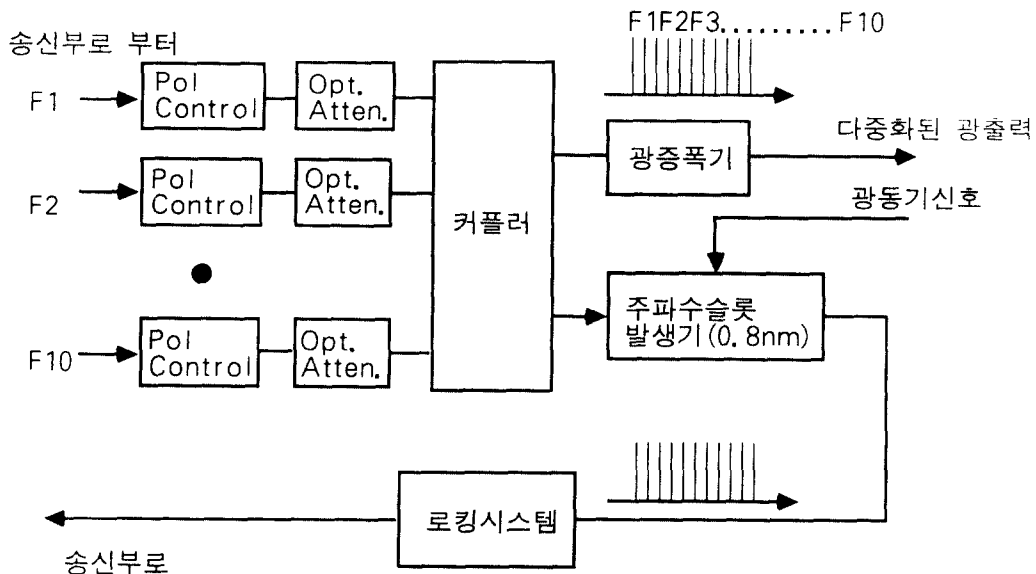 F1F2F3......... F10
송신부로 부터
F1
Pol
Control
Opt.
Atten.
다중화된 광출력
광증폭기
F2
Pol
Control
Opt.
Atten.
커플러
광동기신호
주파수슬롯
발생기(0.8nm)
F10
Pol
Control
Opt.
Atten.
로킹시스템
송신부로